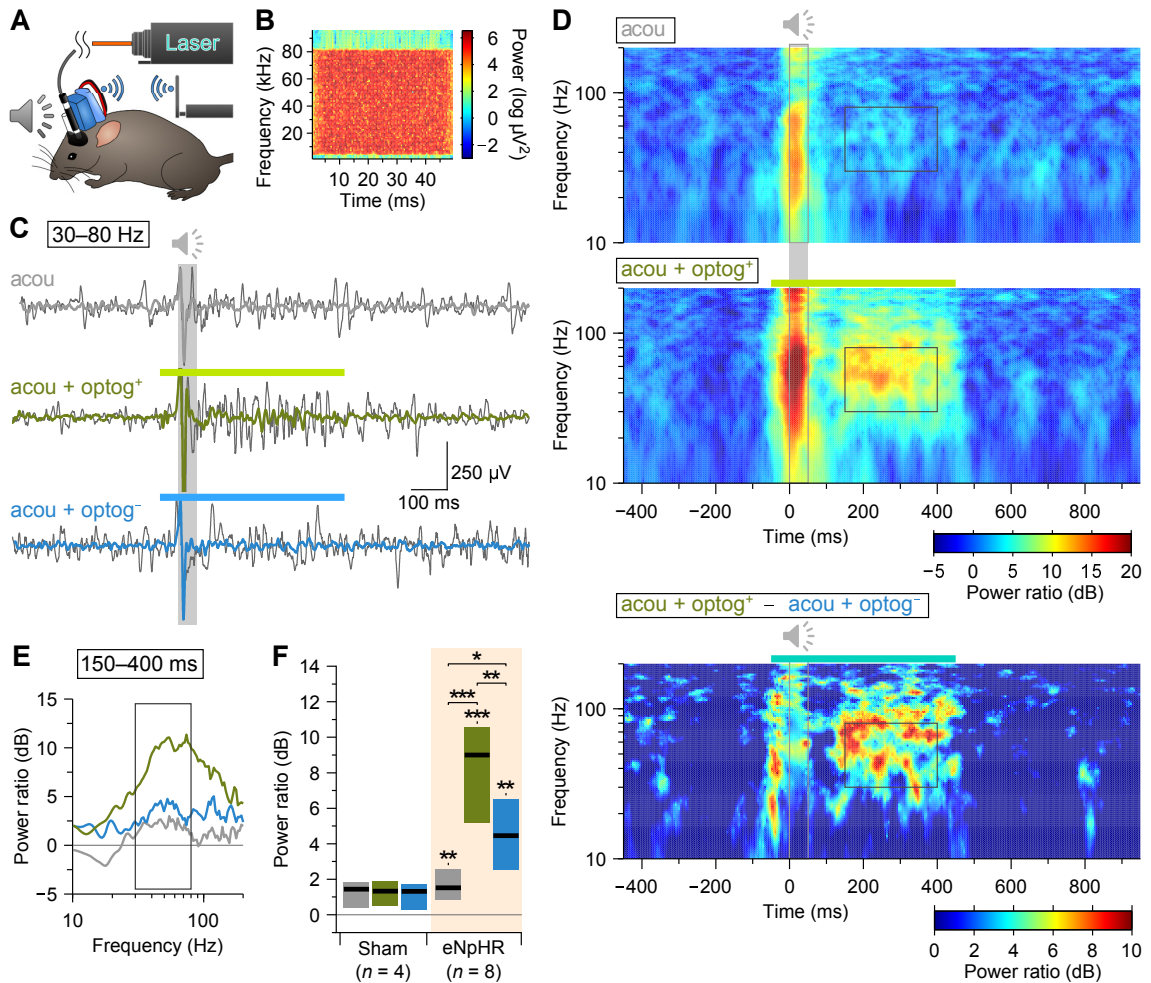 A
Laser
B
Frequency (kHz)
80
60
40
20
10 20 30 40
Time (ms)
6
4
2
0
−2
Power (log µV²)
C
30–80 Hz
acou
acou + optog⁺
250 µV
100 ms
acou + optog⁻
D
acou
Frequency (Hz)
100
10
acou + optog⁺
Frequency (Hz)
100
10
−400 −200 0 200 400 600 800
Time (ms)
−5 0 5 10 15 20
Power ratio (dB)
acou + optog⁺ − acou + optog⁻
Frequency (Hz)
100
10
−400 −200 0 200 400 600 800
Time (ms)
0 2 4 6 8 10
Power ratio (dB)
E
150–400 ms
Power ratio (dB)
15
10
5
0
−5
10 100
Frequency (Hz)
F
Power ratio (dB)
14
12
10
8
6
4
2
0
*
**
***
***
**
**
Sham
(n = 4)
eNpHR
(n = 8)